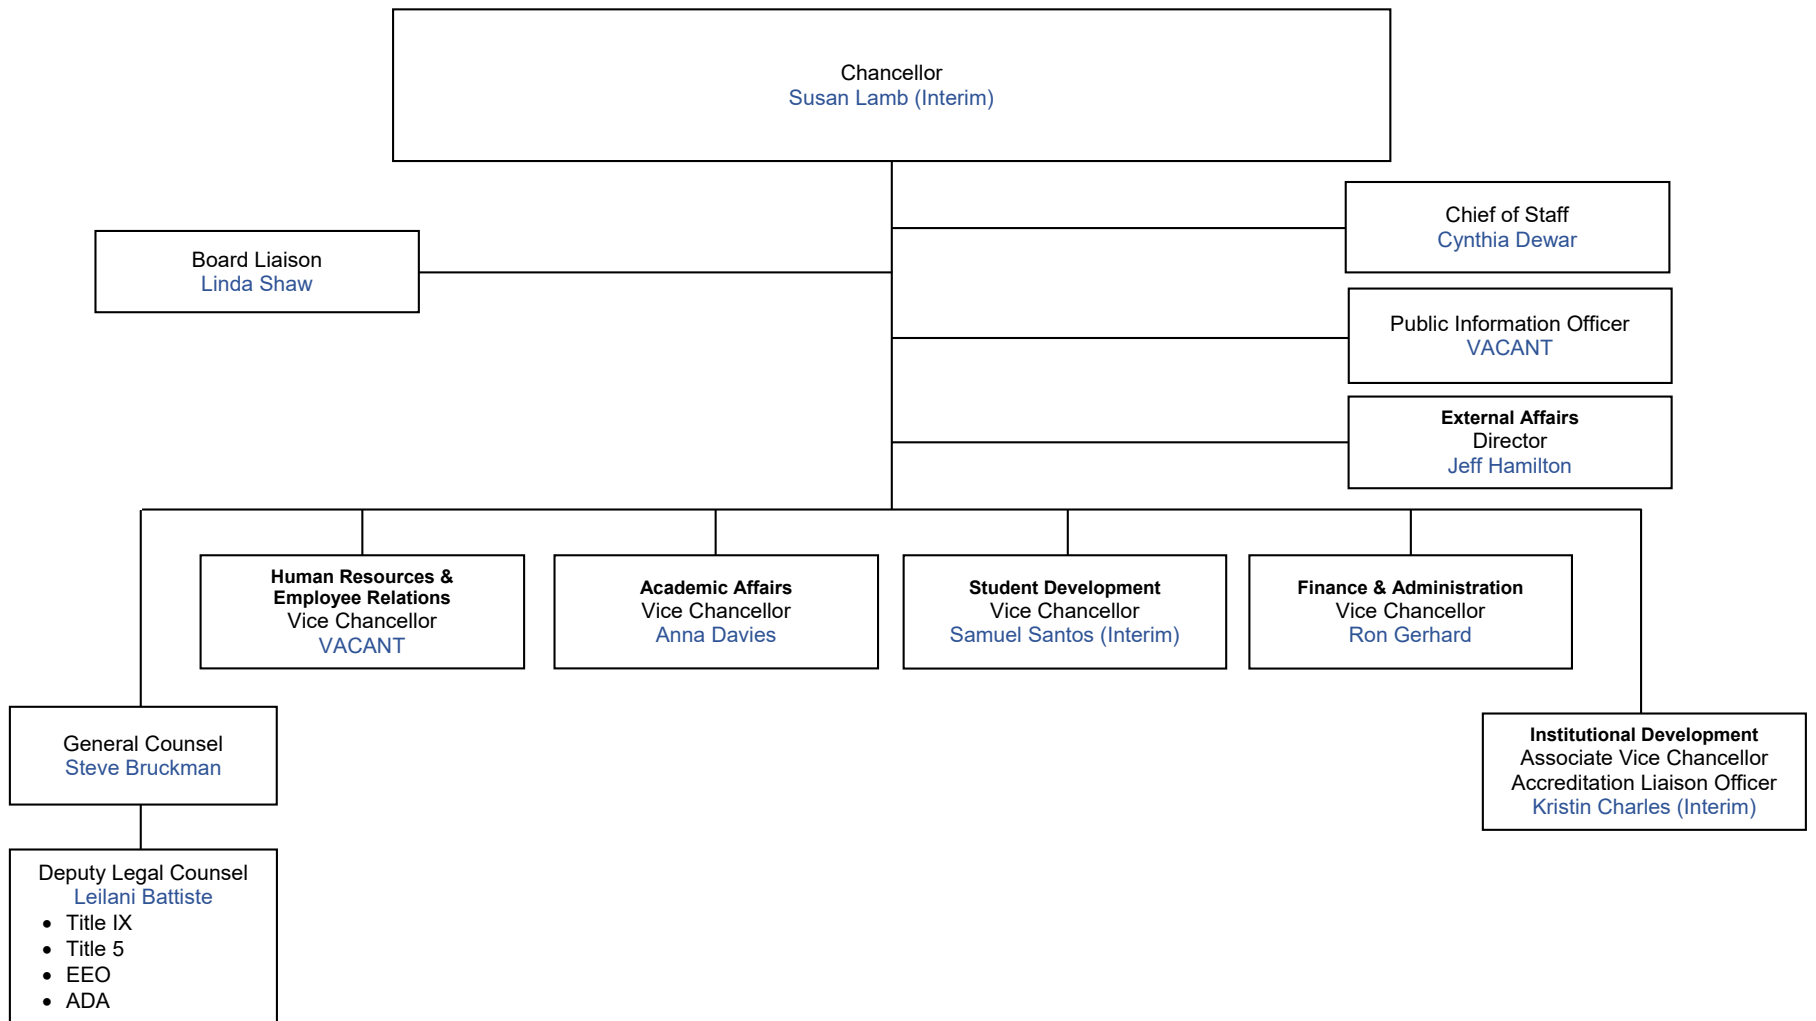 Chancellor
Susan Lamb (Interim)
Chief of Staff
Cynthia Dewar
Board Liaison
Linda Shaw
Public Information Officer
VACANT
External Affairs
Director
Jeff Hamilton
Human Resources &
Employee Relations
Vice Chancellor
VACANT
Academic Affairs
Vice Chancellor
Anna Davies
Student Development
Vice Chancellor
Samuel Santos (Interim)
Finance & Administration
Vice Chancellor
Ron Gerhard
General Counsel
Steve Bruckman
Institutional Development
Associate Vice Chancellor
Accreditation Liaison Officer
Kristin Charles (Interim)
Deputy Legal Counsel
Leilani Battiste
• Title IX
• Title 5
• EEO
• ADA